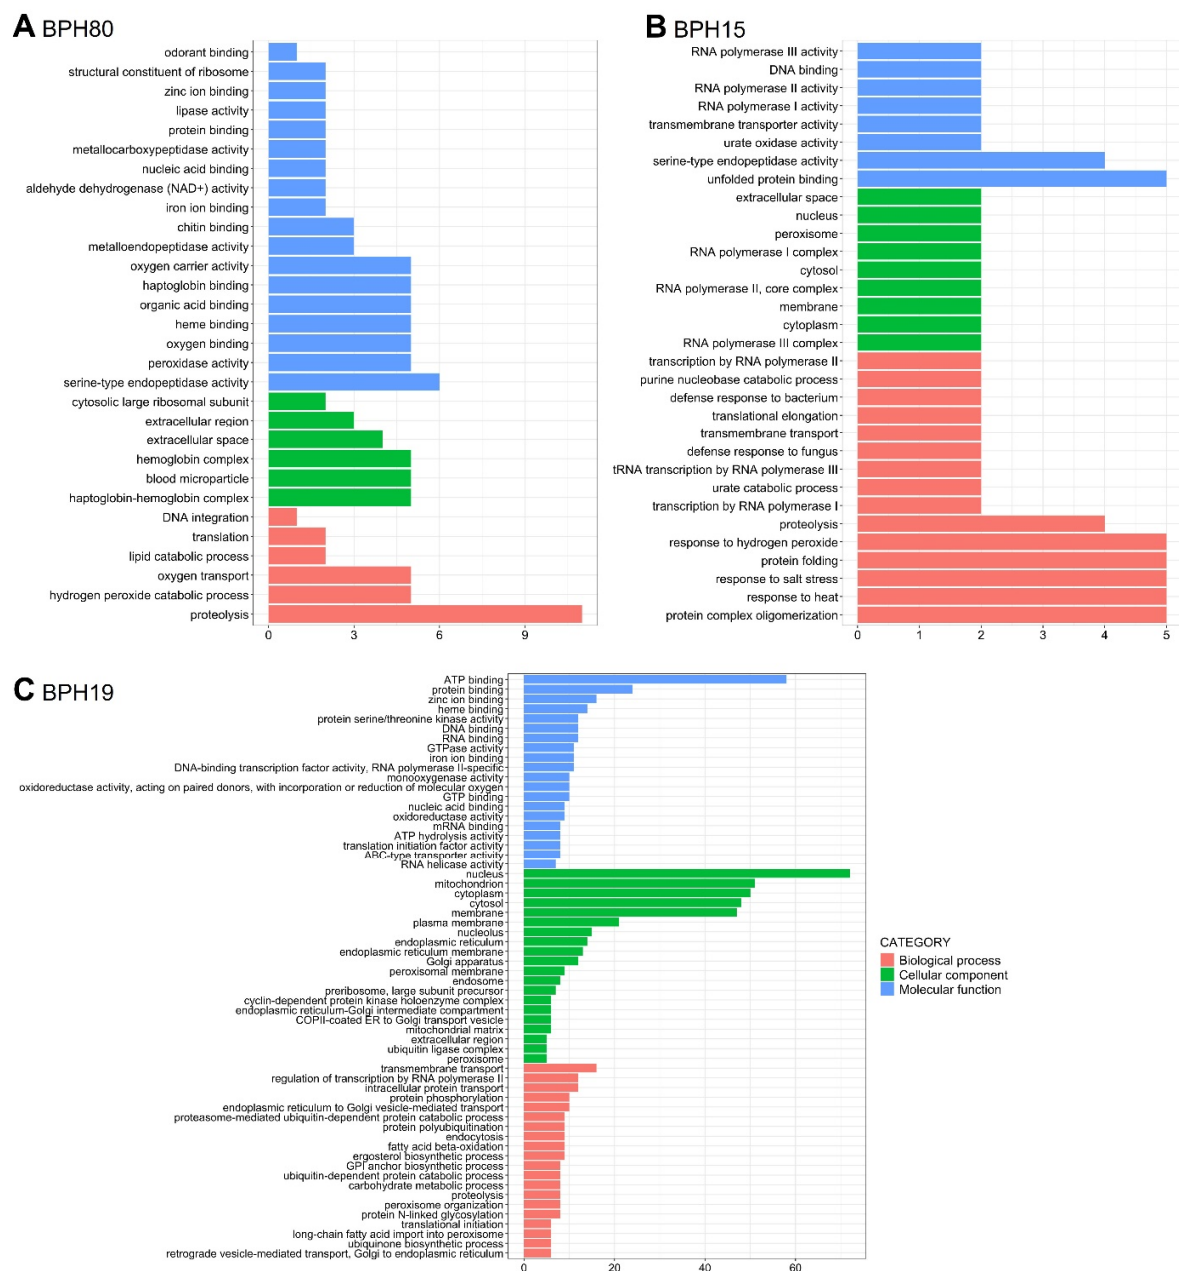 A BPH80
odorant binding
structural constituent of ribosome
zinc ion binding
lipase activity
protein binding
metallocarboxypeptidase activity
nucleic acid binding
aldehyde dehydrogenase (NAD+) activity
iron ion binding
chitin binding
metalloendopeptidase activity
oxygen carrier activity
haptoglobin binding
organic acid binding
heme binding
oxygen binding
peroxidase activity
serine-type endopeptidase activity
cytosolic large ribosomal subunit
extracellular region
extracellular space
hemoglobin complex
blood microparticle
haptoglobin-hemoglobin complex
DNA integration
translation
lipid catabolic process
oxygen transport
hydrogen peroxide catabolic process
proteolysis
0 3 6 9
B BPH15
RNA polymerase III activity
DNA binding
RNA polymerase II activity
RNA polymerase I activity
transmembrane transporter activity
urate oxidase activity
serine-type endopeptidase activity
unfolded protein binding
extracellular space
nucleus
peroxisome
RNA polymerase I complex
cytosol
RNA polymerase II, core complex
membrane
cytoplasm
RNA polymerase III complex
transcription by RNA polymerase II
purine nucleobase catabolic process
defense response to bacterium
translational elongation
transmembrane transport
defense response to fungus
tRNA transcription by RNA polymerase III
urate catabolic process
transcription by RNA polymerase I
proteolysis
response to hydrogen peroxide
protein folding
response to salt stress
response to heat
protein complex oligomerization
0 1 2 3 4 5
C BPH19
ATP binding
protein binding
zinc ion binding
heme binding
protein serine/threonine kinase activity
DNA binding
RNA binding
GTPase activity
iron ion binding
DNA-binding transcription factor activity, RNA polymerase II-specific
monooxygenase activity
oxidoreductase activity, acting on paired donors, with incorporation or reduction of molecular oxygen
GTP binding
nucleic acid binding
oxidoreductase activity
mRNA binding
ATP hydrolysis activity
translation initiation factor activity
ABC-type transporter activity
RNA helicase activity
nucleus
mitochondrion
cytoplasm
cytosol
membrane
plasma membrane
nucleolus
endoplasmic reticulum
endoplasmic reticulum membrane
Golgi apparatus
peroxisomal membrane
endosome
preribosome, large subunit precursor
cyclin-dependent protein kinase holoenzyme complex
endoplasmic reticulum-Golgi intermediate compartment
COPII-coated ER to Golgi transport vesicle
mitochondrial matrix
extracellular region
ubiquitin ligase complex
peroxisome
transmembrane transport
regulation of transcription by RNA polymerase II
intracellular protein transport
protein phosphorylation
endoplasmic reticulum to Golgi vesicle-mediated transport
proteasome-mediated ubiquitin-dependent protein catabolic process
protein polyubiquitination
endocytosis
fatty acid beta-oxidation
ergosterol biosynthetic process
GPI anchor biosynthetic process
ubiquitin-dependent protein catabolic process
carbohydrate metabolic process
proteolysis
peroxisome organization
protein N-linked glycosylation
translational initiation
long-chain fatty acid import into peroxisome
ubiquinone biosynthetic process
retrograde vesicle-mediated transport, Golgi to endoplasmic reticulum
0 20 40 60
CATEGORY
Biological process
Cellular component
Molecular function